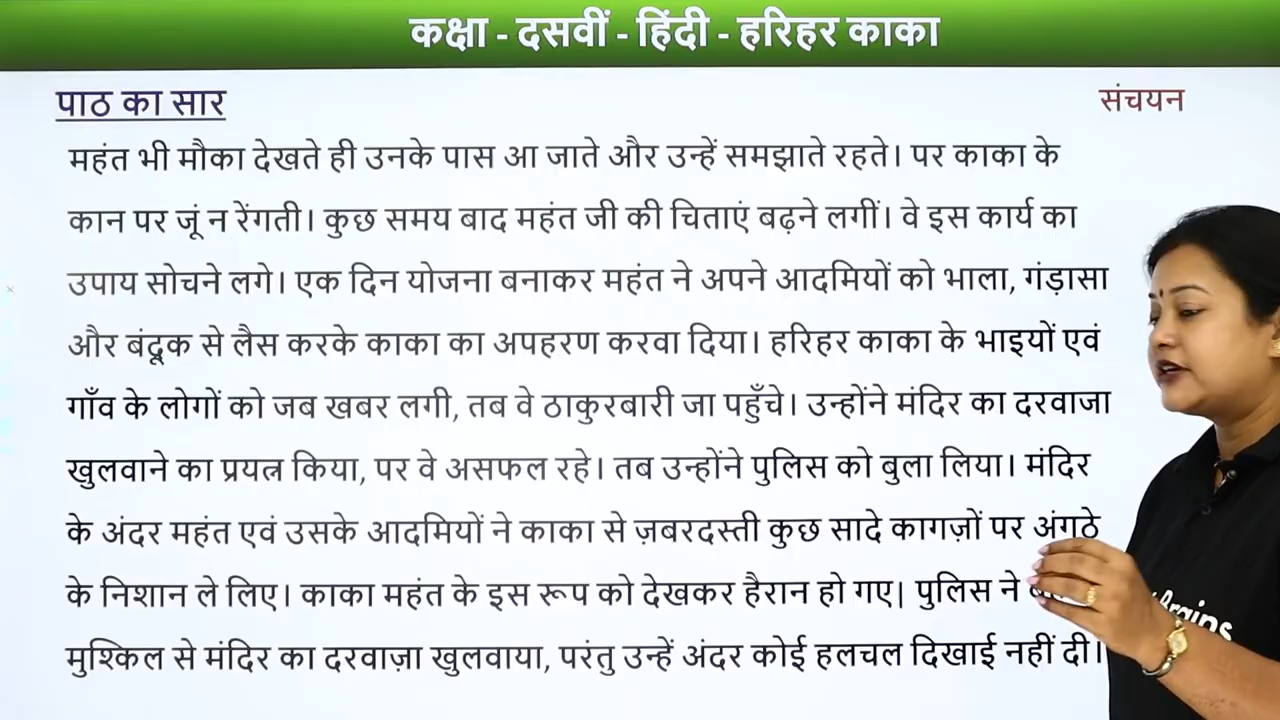 कक्षा - दसवीं - हिंदी - हरिहर काका
पाठ का सार
संचयन
महंत भी मौका देखते ही उनके पास आ जाते और उन्हें समझाते रहते। पर काका के
कान पर जूं न रेंगती। कुछ समय बाद महंत जी की चिताएं बढ़ने लगीं। वे इस कार्य का
उपाय सोचने लगे। एक दिन योजना बनाकर महंत ने अपने आदमियों को भाला, गंड़ासा
और बंदूक से लैस करके काका का अपहरण करवा दिया। हरिहर काका के भाइयों एवं
गाँव के लोगों को जब खबर लगी, तब वे ठाकुरबारी जा पहुँचे। उन्होंने मंदिर का दरवाजा
खुलवाने का प्रयत्न किया, पर वे असफल रहे। तब उन्होंने पुलिस को बुला लिया। मंदिर
के अंदर महंत एवं उसके आदमियों ने काका से ज़बरदस्ती कुछ सादे कागज़ों पर अंगूठे
के निशान ले लिए। काका महंत के इस रूप को देखकर हैरान हो गए| पुलिस ने
मुश्किल से मंदिर का दरवाज़ा खुलवाया, परंतु उन्हें अंदर कोई हलचल दिखाई नहीं दी।